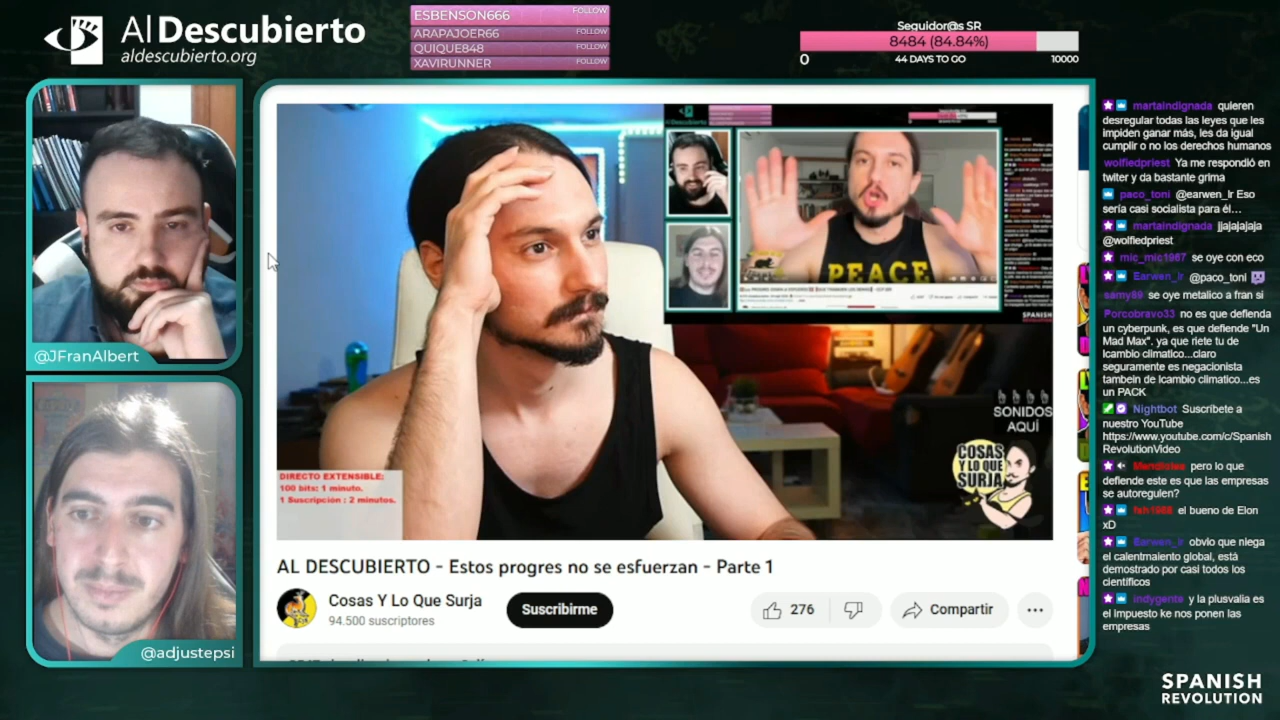 Al Descubierto
aldescubierto.org
ESBENSON666 FOLLOW
ARAPAJOER66 FOLLOW
QUIQUE848 FOLLOW
XAVIRUNNER FOLLOW
Seguidor@s SR
8484 (84.84%)
0 44 DAYS TO GO 10000
@JFranAlbert
@adjustepsi
PEACE
SPANISH
SONIDOS
AQUÍ
COSAS
Y LO QUE
SURJA
DIRECTO EXTENSIBLE:
100 bits: 1 minuto.
1 Suscripción : 2 minutos.
AL DESCUBIERTO - Estos progres no se esfuerzan - Parte 1
Cosas Y Lo Que Surja
94.500 suscriptores
Suscribirme
276
Compartir
martaindignada quieren
desregular todas las leyes que les
impiden ganar más, les da igual
cumplir o no los derechos humanos
wolfiedpriest Ya me respondió en
twitter y da bastante grima
paco_toni @earwen_lr Eso
sería casi socialista para él...
martaindignada jjajajajaja
@wolfiedpriest
mic_mic1967 se oye con eco
Earwen_lr @paco_toni
samy89 se oye metalico a fran si
Porcobravo33 no es que defienda
un cyberpunk, es que defiende "Un
Mad Max", ya que riete tu de
lcambio climatico...claro
seguramente es negacionista
tambein de lcambio climatico...es
un PACK
Nightbot Suscríbete a
nuestro YouTube
https://www.youtube.com/c/Spanish
RevolutionVideo
pero lo que
defiende este es que las empresas
se autoregulen?
el bueno de Elon
xD
Earwen_lr obvio que niega
el calentmaiento global, está
demostrado por casi todos los
científicos
indygente y la plusvalia es
el Impuesto ke nos ponen las
empresas
SPANISH
REVOLUTION